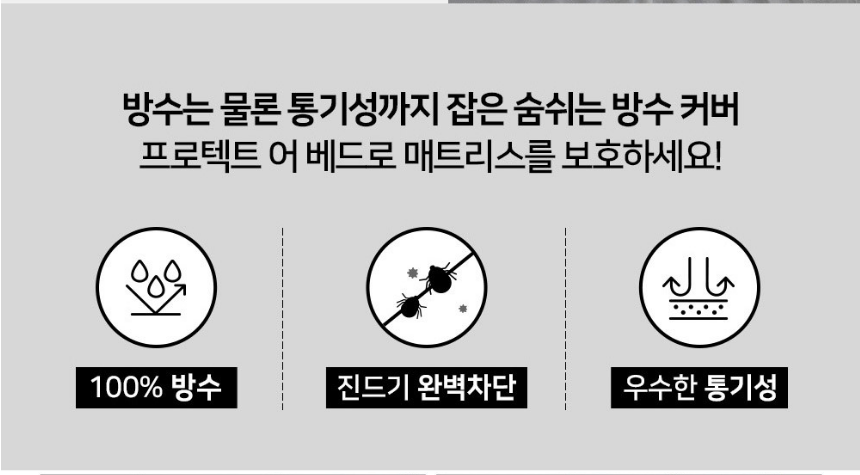 방수는 물론 통기성까지 잡은 숨쉬는 방수 커버
프로텍트 어 베드로 매트리스를 보호하세요!
100% 방수
진드기 완벽차단
우수한 통기성